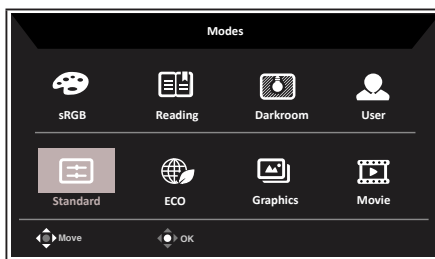 Modes
sRGB Reading Darkroom User
Standard ECO Graphics Movie
Move OK